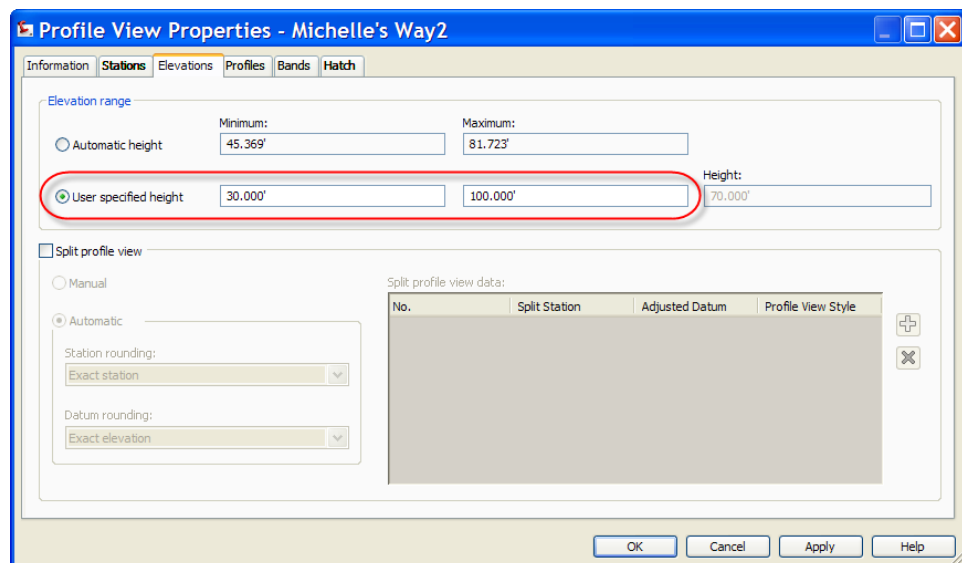 Profile View Properties - Michelle's Way2
Information Stations Elevations Profiles Bands Hatch
Elevation range
Minimum: Maximum:
Automatic height 45.369' 81.723'
Height:
User specified height 30.000' 100.000' 70.000'
Split profile view
Manual
Split profile view data:
No. Split Station Adjusted Datum Profile View Style
Automatic
Station rounding:
Exact station
Datum rounding:
Exact elevation
OK Cancel Apply Help